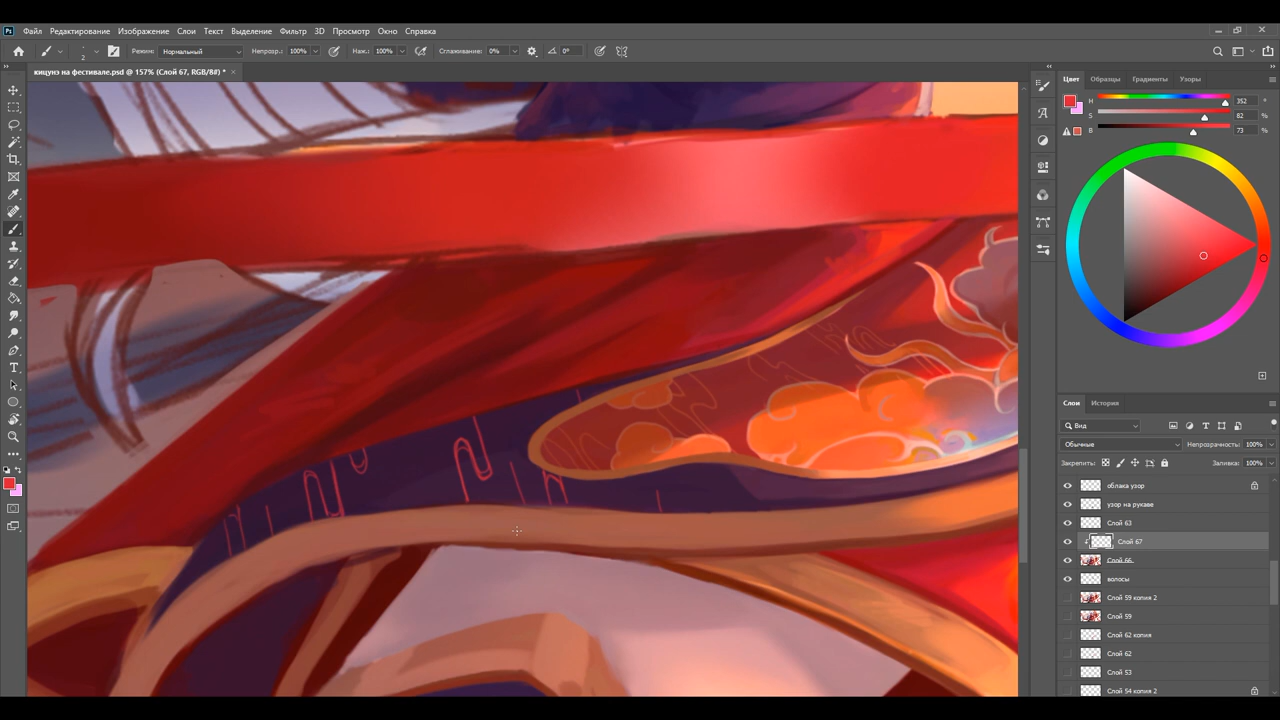 Ps Файл Редактирование Изображение Слои Текст Выделение Фильтр 3D Просмотр Окно Справка
2 Режим: Нормальный Непрозр.: 100% Наж.: 100% Сглаживание: 0% 0°
кицунэ на фестивале.psd @ 157% (Слой 67, RGB/8#) * ×
Цвет Образцы Градиенты Узоры
H 352 °
S 82 %
B 73 %
Слои История
Вид
Обычные Непрозрачность: 100%
Закрепить: Заливка: 100%
облака узор
узор на рукаве
Слой 63
Слой 67
Слой 66
волосы
Слой 59 копия 2
Слой 59
Слой 62 копия
Слой 62
Слой 53
Слой 54 копия 2